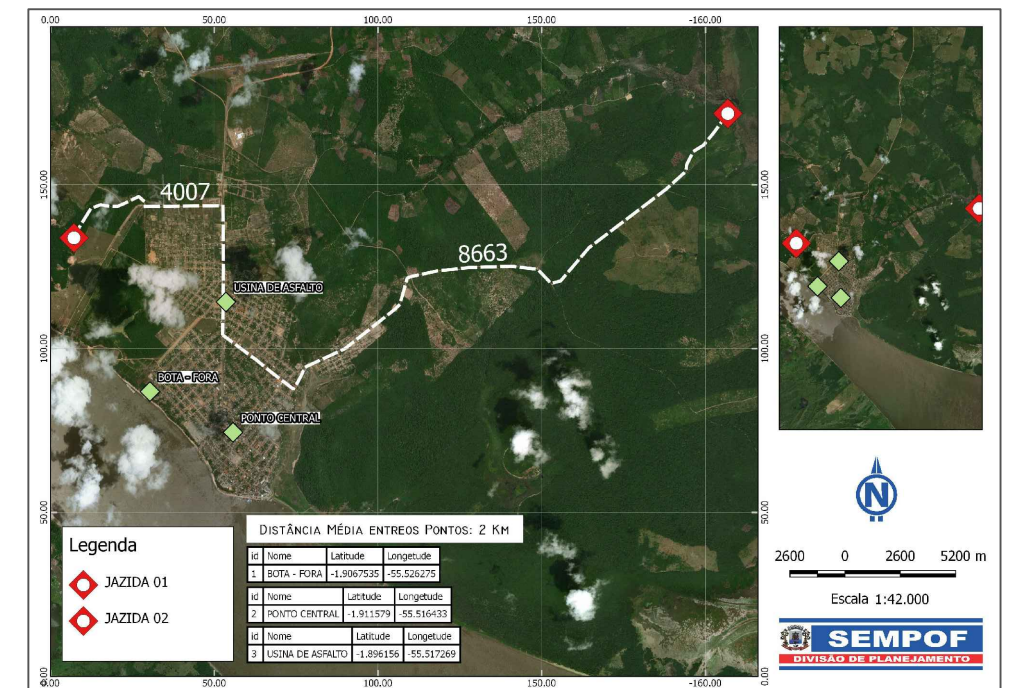 0.00 50.00 100.00 150.00 -160.00
150.00
150.00
4007
8663
USINA DE ASFALTO
100.00
100.00
BOTA - FORA
PONTO CENTRAL
50.00
50.00
DISTÂNCIA MÉDIA ENTREOS PONTOS: 2 KM
Legenda
JAZIDA 01
JAZIDA 02
id Nome Latitude Longetude
1 BOTA - FORA -1.9067535 -55.526275
id Nome Latitude Longetude
2 PONTO CENTRAL -1.911579 -55.516433
id Nome Latitude Longetude
3 USINA DE ASFALTO -1.896156 -55.517269
N
2600 0 2600 5200 m
Escala 1:42.000
SEMPOF
DIVISÃO DE PLANEJAMENTO
0.00
0.00
0.00 50.00 100.00 150.00 -160.00